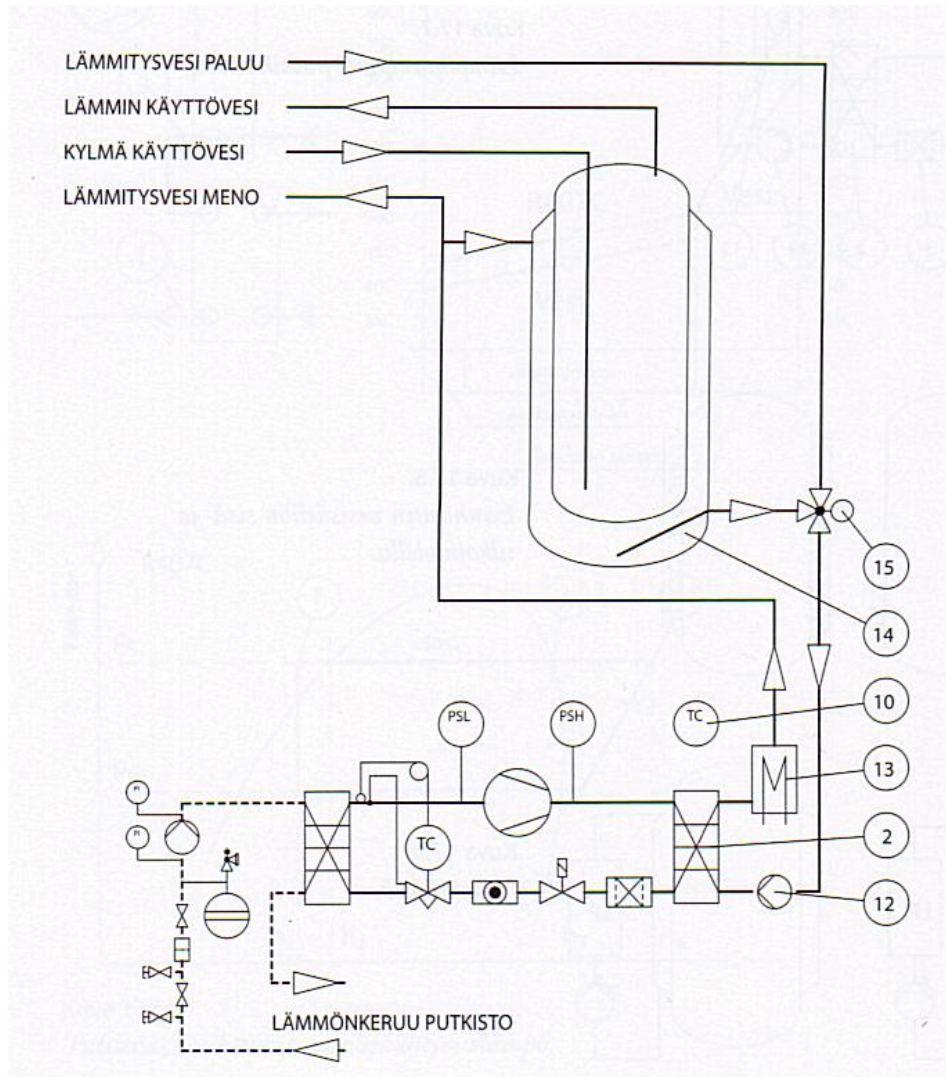 LÄMMITYSVESI PALUU
LÄMMIN KÄYTTÖVESI
KYLMÄ KÄYTTÖVESI
LÄMMITYSVESI MENO
15
14
PSL
PSH
TC
10
13
PI
PI
TC
2
12
LÄMMÖNKERUU PUTKISTO